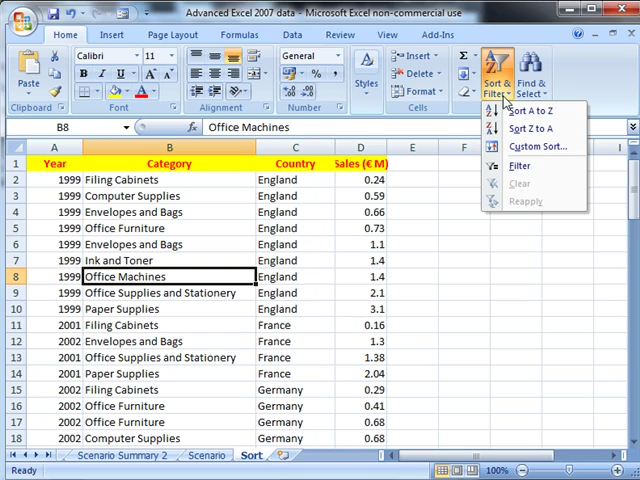 Advanced Excel 2007 data - Microsoft Excel non-commercial use
Home Insert Page Layout Formulas Data Review View Add-Ins
Paste
Clipboard
Calibri 11
B I U
A A
Font
Alignment
General
% ,
Number
Styles
Insert
Delete
Format
Cells
Σ
Sort & Filter
Find & Select
Sort A to Z
Sort Z to A
Custom Sort...
Filter
Clear
Reapply
B8 fx Office Machines
A B C D E F I
1 Year Category Country Sales (€ M)
2 1999 Filing Cabinets England 0.24
3 1999 Computer Supplies England 0.59
4 1999 Envelopes and Bags England 0.66
5 1999 Office Furniture England 0.73
6 1999 Envelopes and Bags England 1.1
7 1999 Ink and Toner England 1.4
8 1999 Office Machines England 1.4
9 1999 Office Supplies and Stationery England 2.1
10 1999 Paper Supplies England 3.1
11 2001 Filing Cabinets France 0.16
12 2002 Envelopes and Bags France 1.3
13 2001 Office Supplies and Stationery France 1.38
14 2001 Paper Supplies France 2.04
15 2002 Filing Cabinets Germany 0.29
16 2002 Office Furniture Germany 0.41
17 2002 Office Furniture Germany 0.68
18 2002 Computer Supplies Germany 0.68
Scenario Summary 2 Scenario Sort
Ready 100%